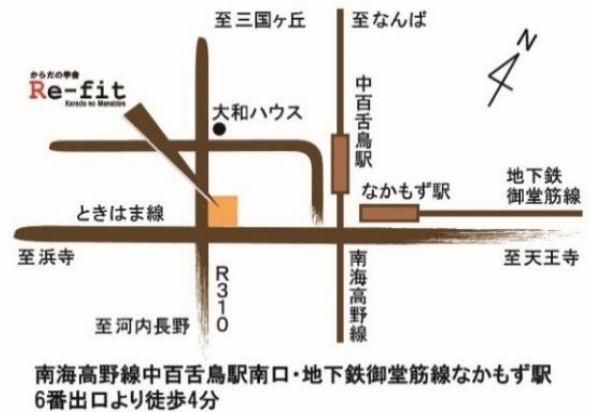 至三国ヶ丘
至なんば
N
からだの学舎
Re-fit
Karada no Manabiya
大和ハウス
中百舌鳥駅
なかもず駅
地下鉄
御堂筋線
ときはま線
至浜寺
至天王寺
R310
南海高野線
至河内長野
南海高野線中百舌鳥駅南口・地下鉄御堂筋線なかもず駅
6番出口より徒歩4分